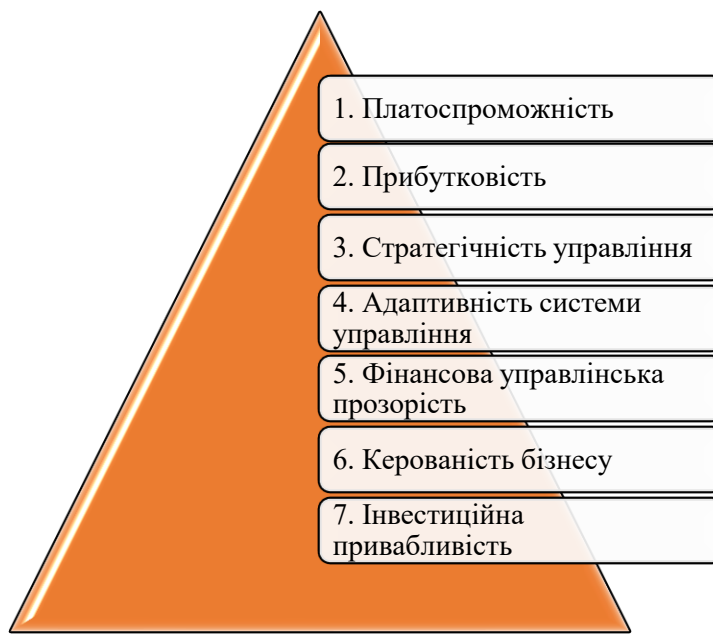 1. Платоспроможність
2. Прибутковість
3. Стратегічність управління
4. Адаптивність системи
управління
5. Фінансова управлінська
прозорість
6. Керованість бізнесу
7. Інвестиційна
привабливість